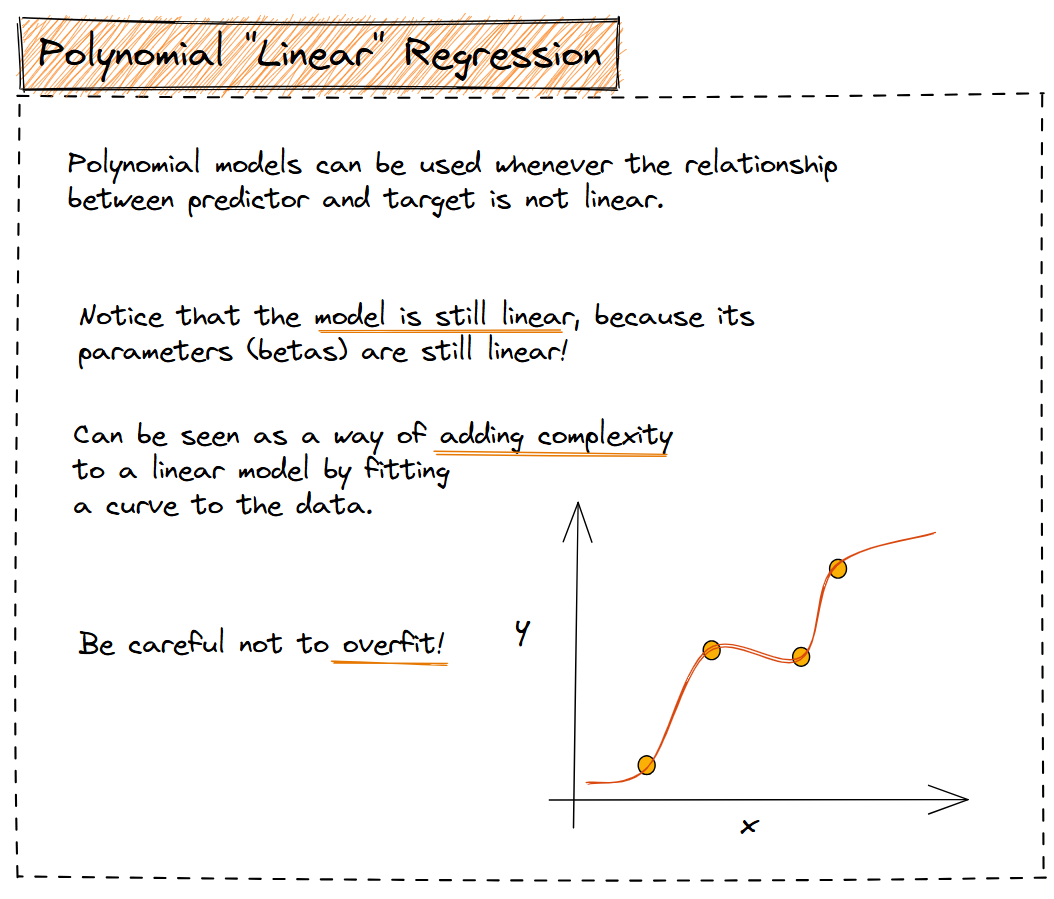 Polynomial "Linear" Regression
Polynomial models can be used whenever the relationship
between predictor and target is not linear.
Notice that the model is still linear, because its
parameters (betas) are still linear!
Can be seen as a way of adding complexity
to a linear model by fitting
a curve to the data.
Be careful not to overfit!
y
x